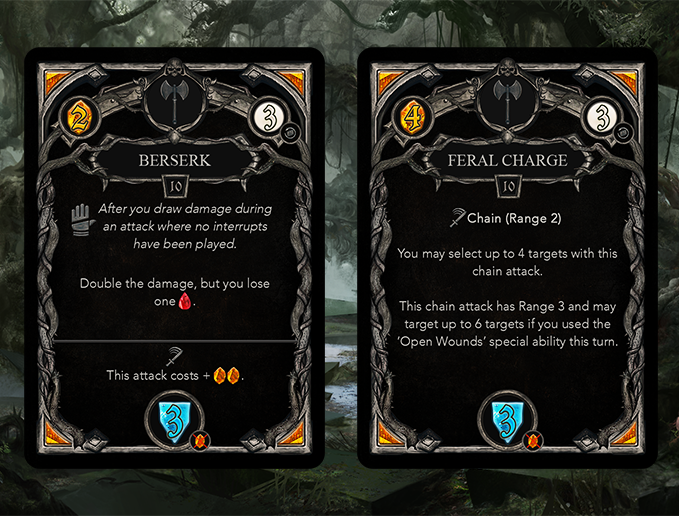 2
3
BERSERK
10
After you draw damage during
an attack where no interrupts
have been played.
Double the damage, but you lose
one .
This attack costs + .
3
4
3
FERAL CHARGE
10
Chain (Range 2)
You may select up to 4 targets with this
chain attack.
This chain attack has Range 3 and may
target up to 6 targets if you used the
‘Open Wounds’ special ability this turn.
3